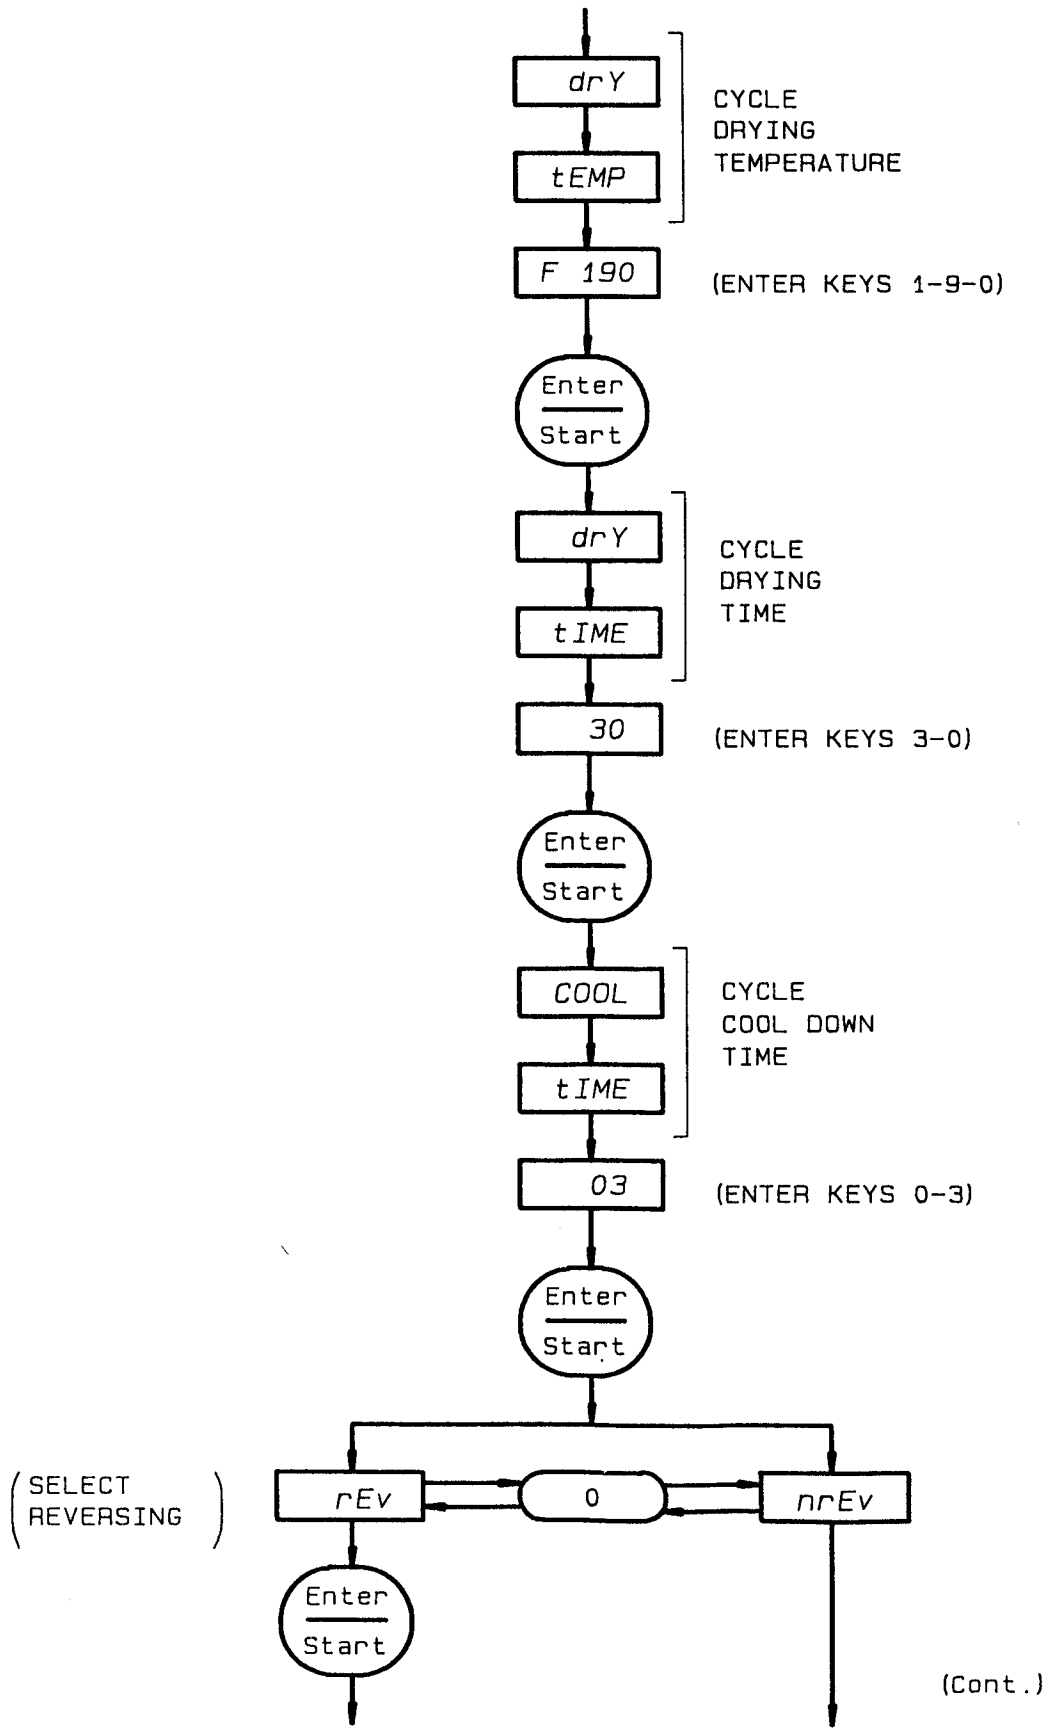 drY
CYCLE
DRYING
TEMPERATURE
tEMP
F 190
(ENTER KEYS 1-9-0)
Enter
Start
drY
CYCLE
DRYING
TIME
tIME
30
(ENTER KEYS 3-0)
Enter
Start
COOL
CYCLE
COOL DOWN
TIME
tIME
03
(ENTER KEYS 0-3)
Enter
Start
(SELECT
REVERSING)
rEv
0
nrEv
Enter
Start
(Cont.)